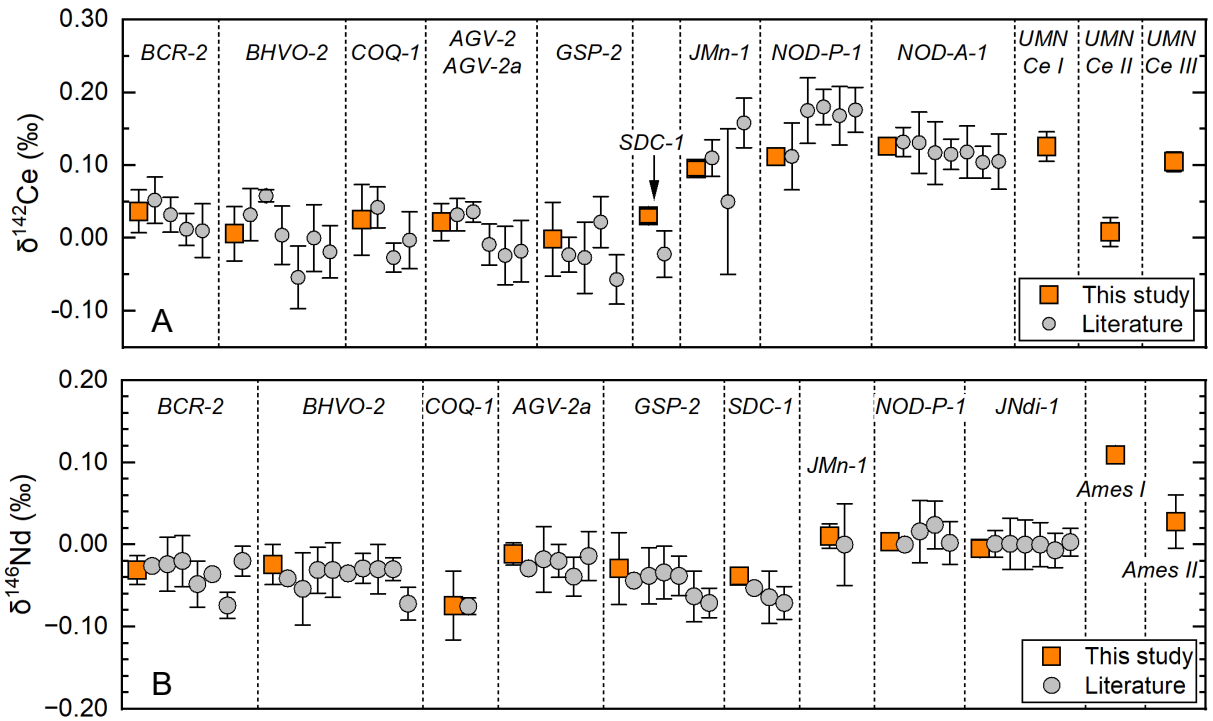 0.30
0.20
0.10
0.00
-0.10
δ¹⁴²Ce (‰)
BCR-2
BHVO-2
COQ-1
AGV-2
AGV-2a
GSP-2
SDC-1
JMn-1
NOD-P-1
NOD-A-1
UMN
Ce I
UMN
Ce II
UMN
Ce III
A
This study
Literature
0.20
0.10
0.00
−0.10
−0.20
δ¹⁴⁶Nd (‰)
BCR-2
BHVO-2
COQ-1
AGV-2a
GSP-2
SDC-1
JMn-1
NOD-P-1
JNdi-1
Ames I
Ames II
B
This study
Literature